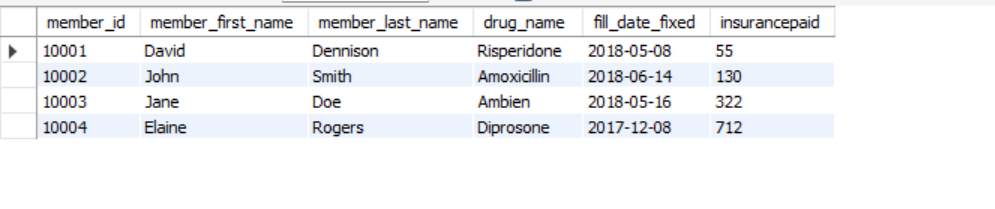 member_id member_first_name member_last_name drug_name fill_date_fixed insurancepaid
10001 David Dennison Risperidone 2018-05-08 55
10002 John Smith Amoxicillin 2018-06-14 130
10003 Jane Doe Ambien 2018-05-16 322
10004 Elaine Rogers Diprosone 2017-12-08 712